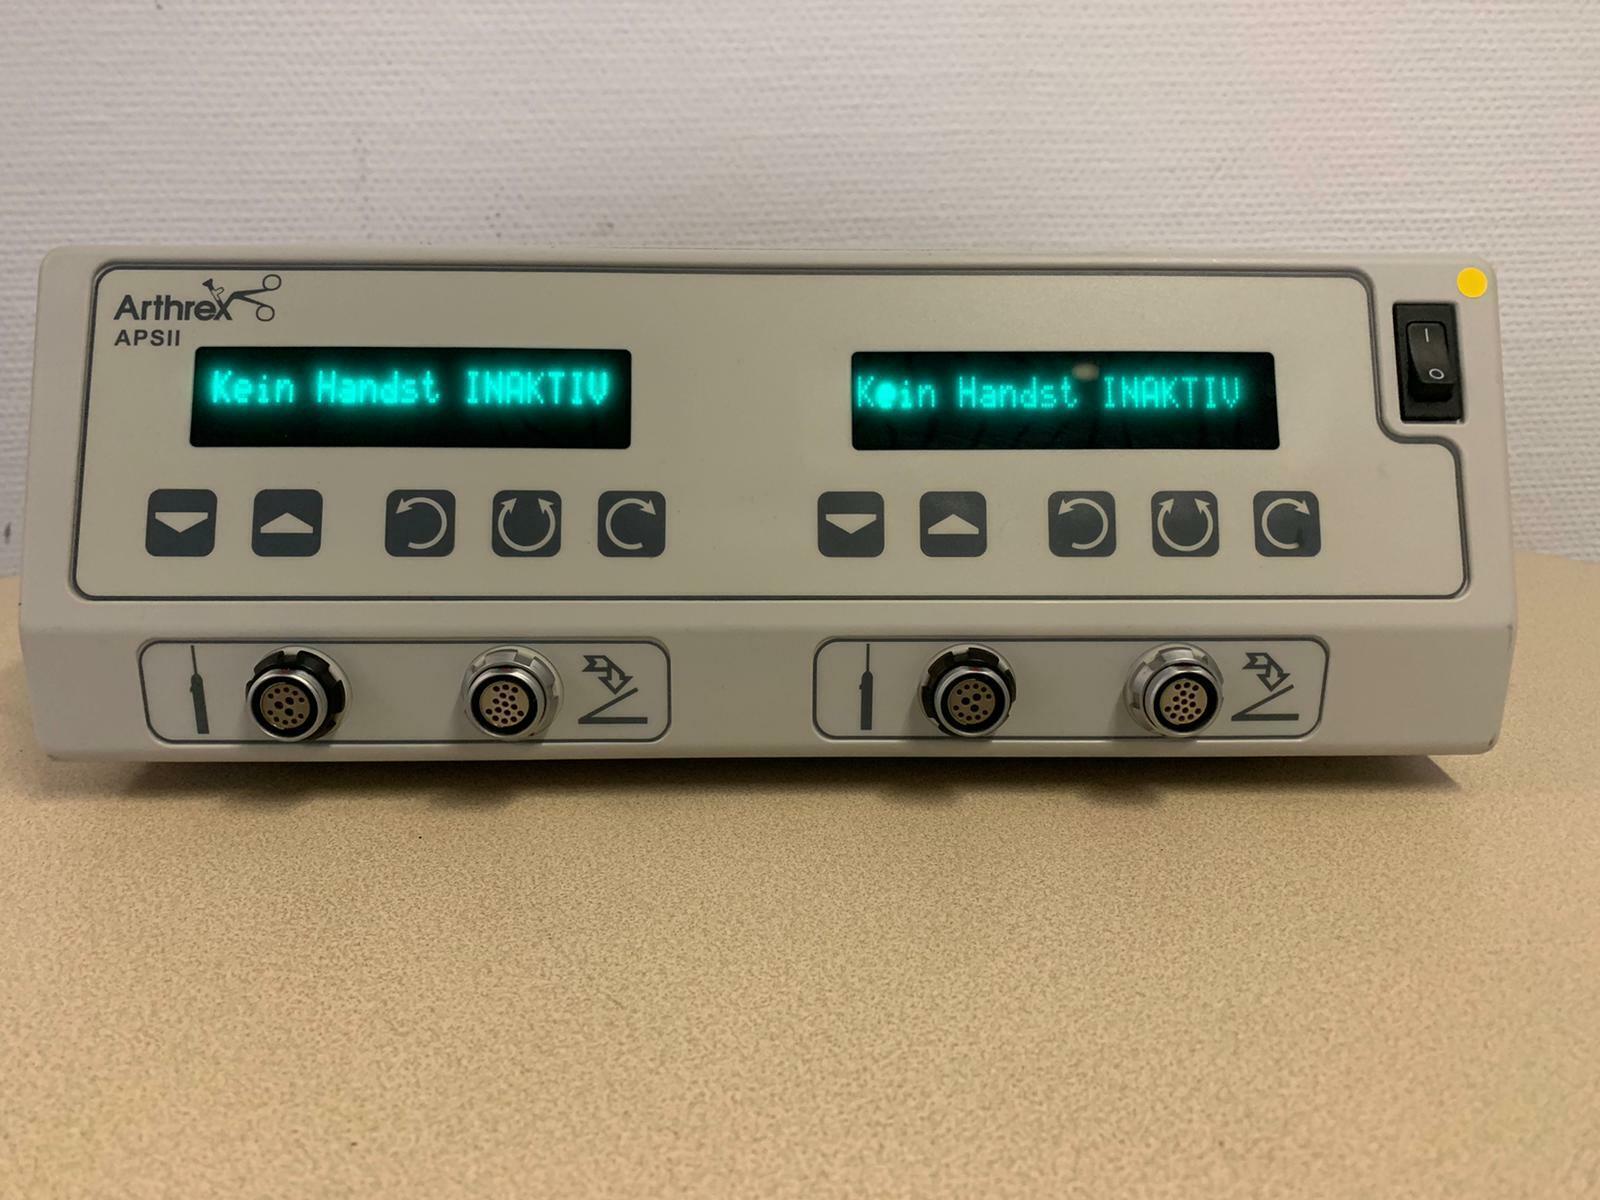 Arthrex
APSII
Kein Handst INAKTIV
Kein Handst INAKTIV
I
O